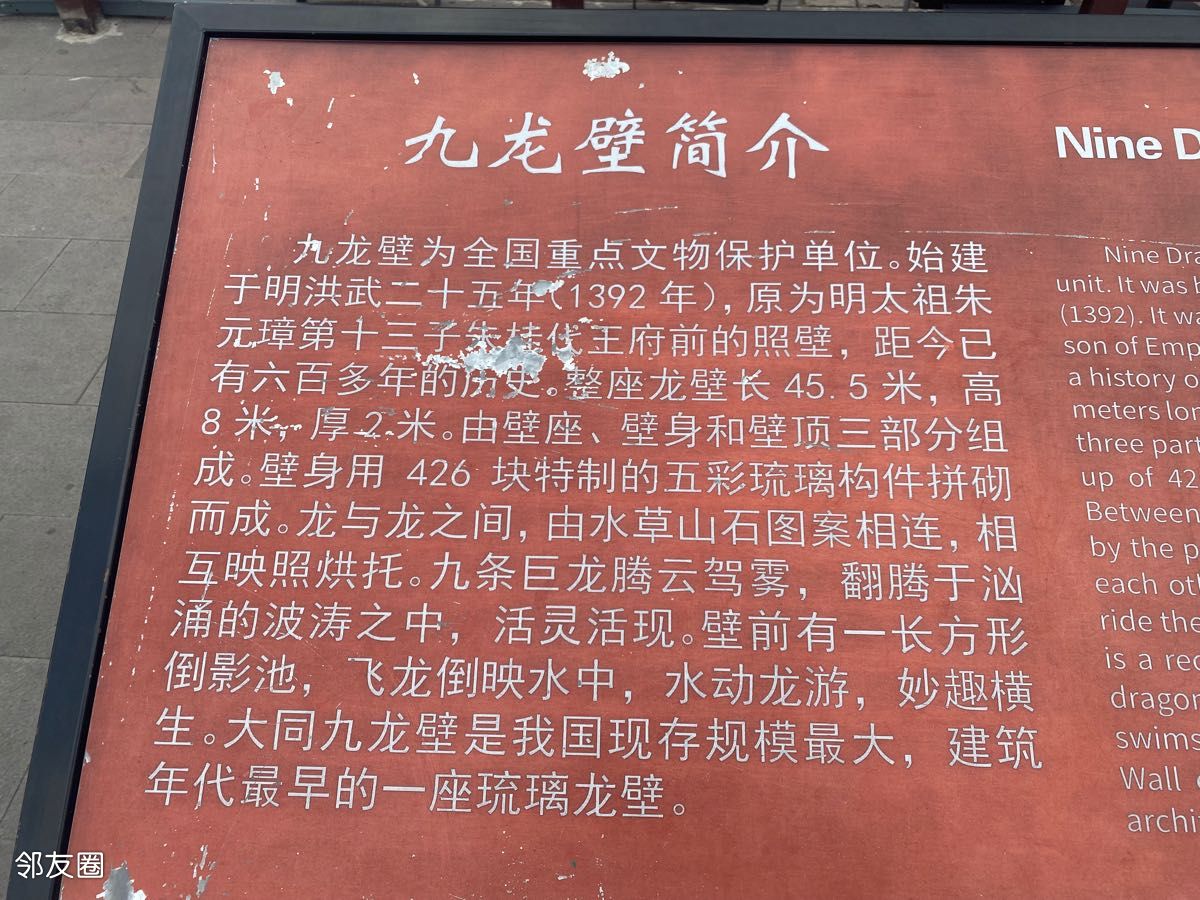 九龙壁简介
九龙壁为全国重点文物保护单位。始建
于明洪武二十五年(1392年),原为明太祖朱
元璋第十三子朱桂代王府前的照壁，距今已
有六百多年的历史。整座龙壁长 45.5 米，高
8米，厚2米。由壁座、壁身和壁顶三部分组
成。壁身用 426 块特制的五彩琉璃构件拼砌
而成。龙与龙之间，由水草山石图案相连，相
互映照烘托。九条巨龙腾云驾雾，翻腾于汹
涌的波涛之中，活灵活现。壁前有一长方形
倒影池，飞龙倒映水中，水动龙游，妙趣横
生。大同九龙壁是我国现存规模最大，建筑
年代最早的一座琉璃龙壁。
Nine
Nine
unit. It was
(1392). It
son of Emp
a history
meters
three
up of
Between
by the
each
ride the
is a
dragon
swims
Wall
邻友圈